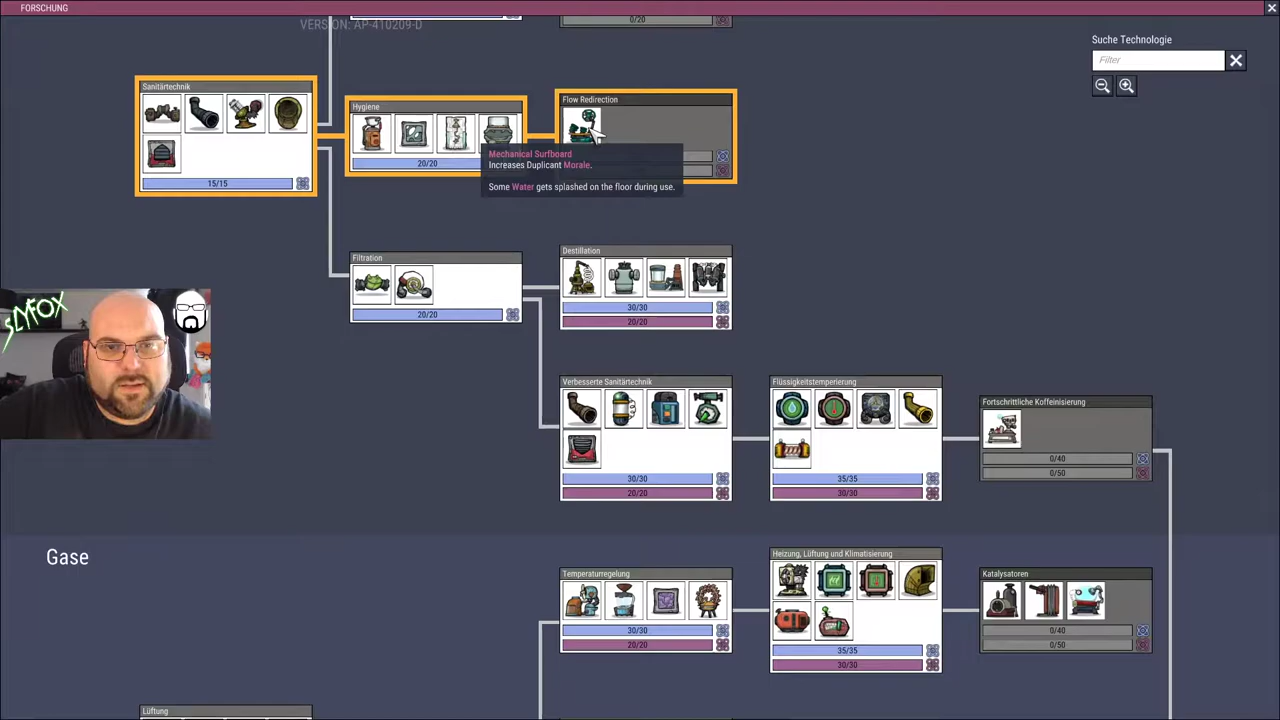 FORSCHUNG
VERSION: AP-410209-D
0/20
Suche Technologie
Filter
Sanitärtechnik
15/15
Hygiene
20/20
Flow Redirection
Mechanical Surfboard
Increases Duplicant Morale.
Some Water gets splashed on the floor during use.
Filtration
20/20
Destillation
30/30
20/20
SLYFOX
Verbesserte Sanitärtechnik
30/30
20/20
Flüssigkeitstemperierung
35/35
30/30
Fortschrittliche Koffeinisierung
0/40
0/50
Gase
Temperaturregelung
30/30
20/20
Heizung, Lüftung und Klimatisierung
35/35
30/30
Katalysatoren
0/40
0/50
Lüftung